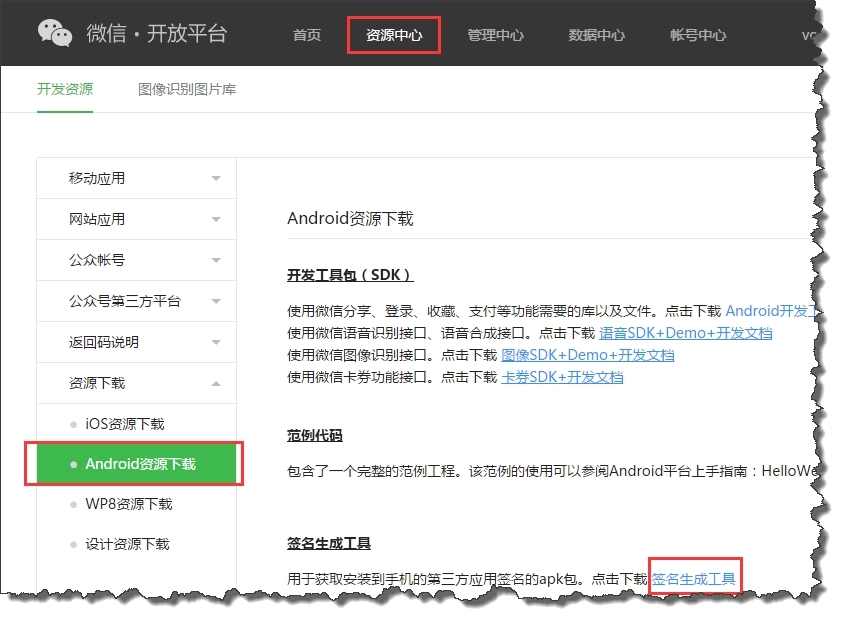 微信·开放平台
首页
资源中心
管理中心
数据中心
帐号中心
开发资源
图像识别图片库
移动应用
网站应用
公众帐号
公众号第三方平台
返回码说明
资源下载
iOS资源下载
Android资源下载
WP8资源下载
设计资源下载
Android资源下载
开发工具包（SDK）
使用微信分享、登录、收藏、支付等功能需要的库以及文件。点击下载 Android开发
使用微信语音识别接口、语音合成接口。点击下载 语音SDK+Demo+开发文档
使用微信图像识别接口。点击下载 图像SDK+Demo+开发文档
使用微信卡券功能接口。点击下载 卡券SDK+开发文档
范例代码
包含了一个完整的范例工程。该范例的使用可以参阅Android平台上手指南：HelloWo
签名生成工具
用于获取安装到手机的第三方应用签名的apk包。点击下载 签名生成工具